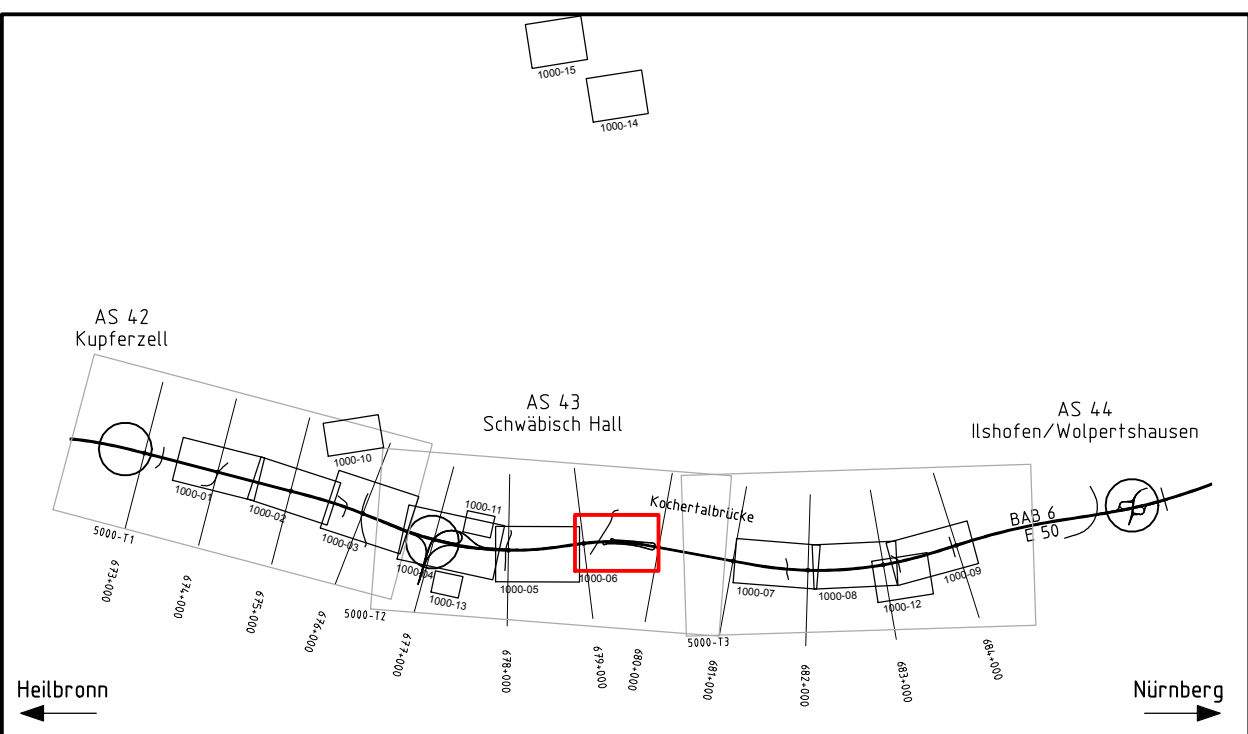 1000-15
1000-14
AS 42
Kupferzell
AS 43
Schwäbisch Hall
AS 44
Ilshofen/Wolpertshausen
1000-10
1000-01
1000-02
1000-03
1000-04
1000-11
1000-13
1000-05
1000-06
Kochertalbrücke
1000-07
1000-08
1000-12
1000-09
BAB 6
E 50
5000-T1
5000-T2
5000-T3
673+000
674+000
675+000
676+000
677+000
678+000
679+000
680+000
681+000
682+000
683+000
684+000
Heilbronn
Nürnberg